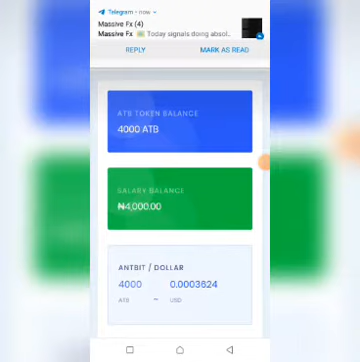 Telegram • now
Massive Fx (4)
Massive Fx Today signals doing absol..
REPLY MARK AS READ
ATB TOKEN BALANCE
4000 ATB
SALARY BALANCE
₦4,000.00
ANTBIT / DOLLAR
4000 0.0003624
ATB ~ USD